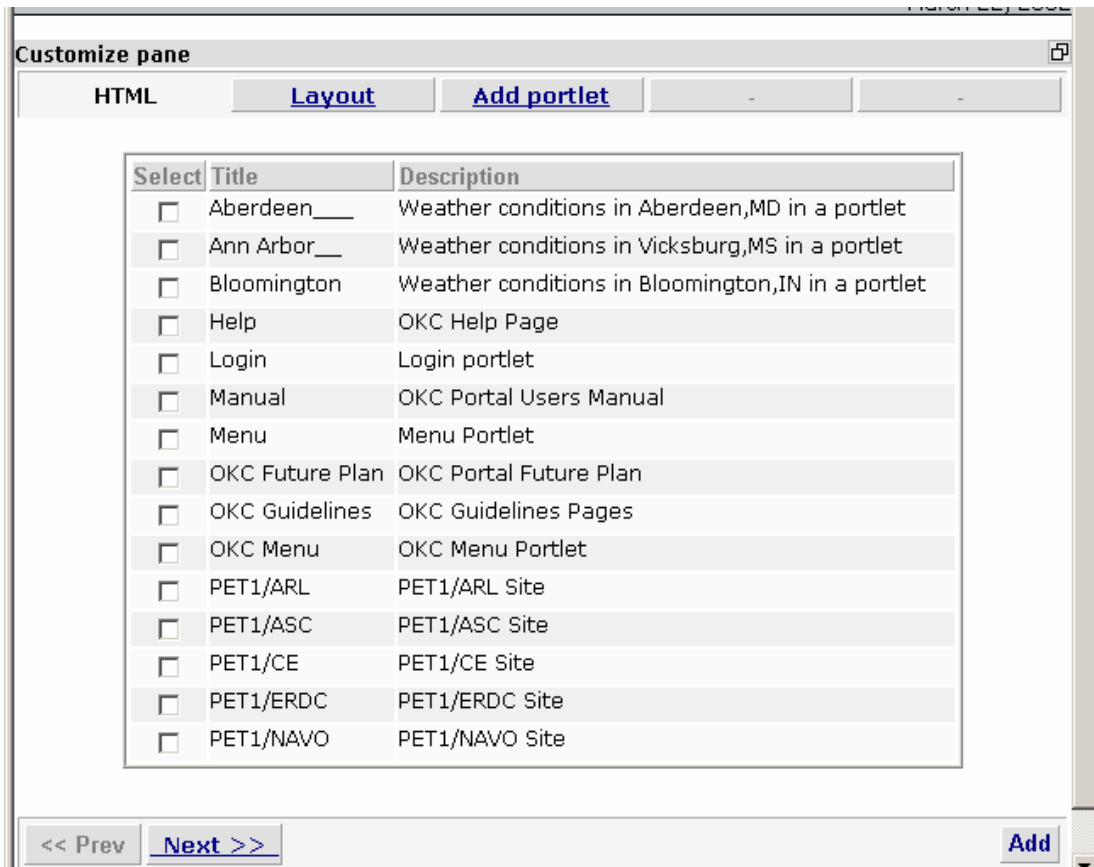 Customize pane
HTML Layout Add portlet - -
Select Title Description
Aberdeen___ Weather conditions in Aberdeen,MD in a portlet
Ann Arbor__ Weather conditions in Vicksburg,MS in a portlet
Bloomington Weather conditions in Bloomington,IN in a portlet
Help OKC Help Page
Login Login portlet
Manual OKC Portal Users Manual
Menu Menu Portlet
OKC Future Plan OKC Portal Future Plan
OKC Guidelines OKC Guidelines Pages
OKC Menu OKC Menu Portlet
PET1/ARL PET1/ARL Site
PET1/ASC PET1/ASC Site
PET1/CE PET1/CE Site
PET1/ERDC PET1/ERDC Site
PET1/NAVO PET1/NAVO Site
<< Prev Next >> Add